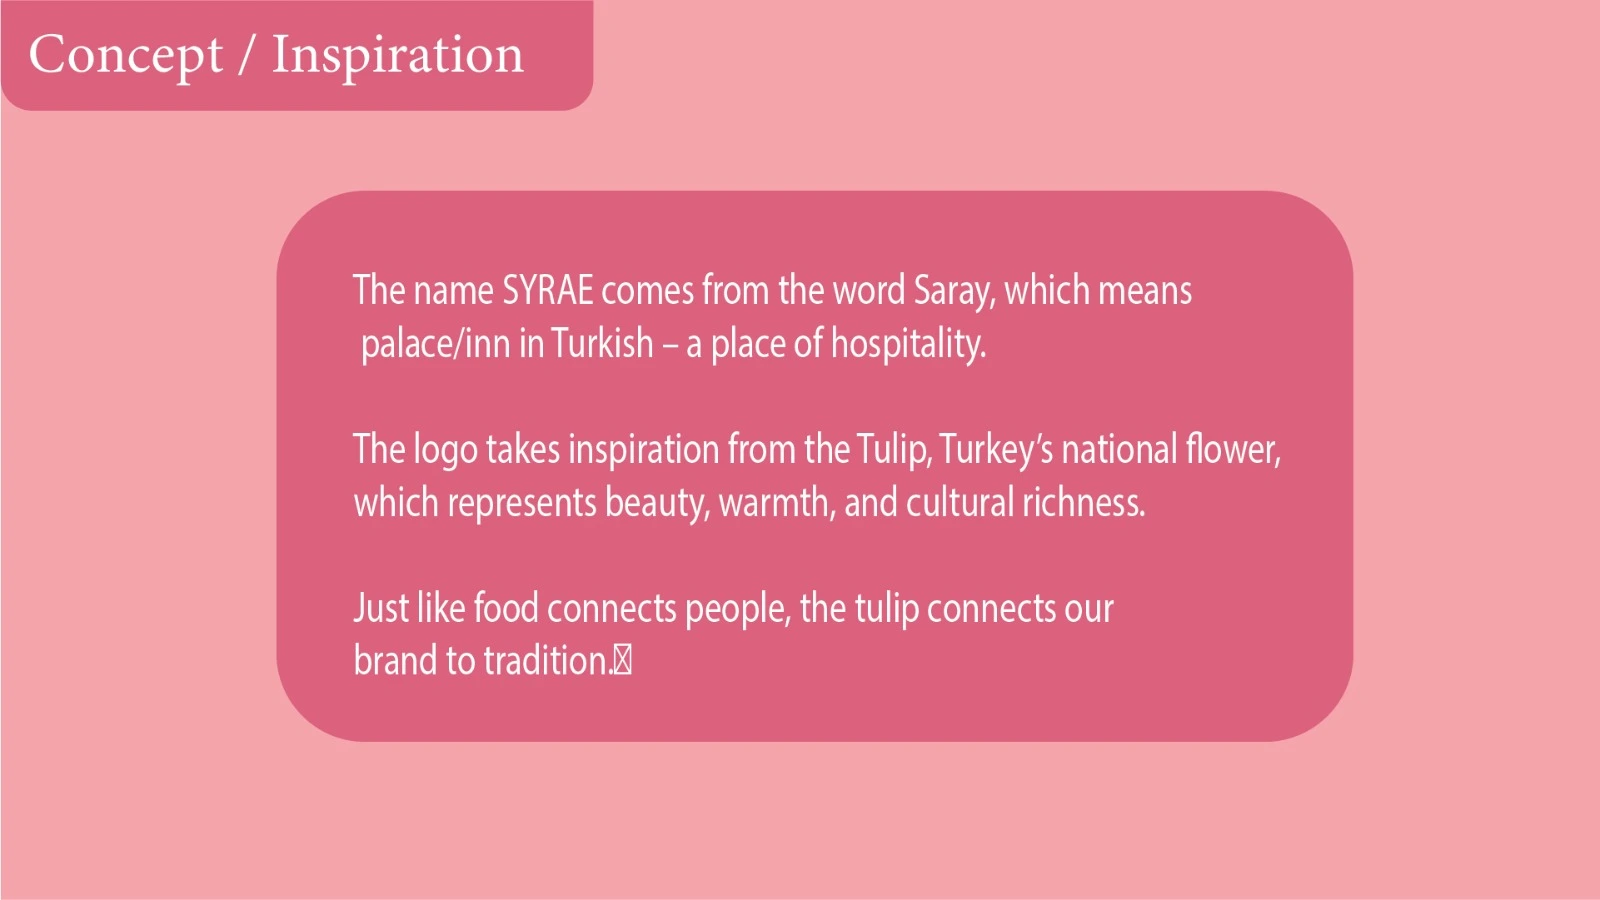 Concept / Inspiration
The name SYRAE comes from the word Saray, which means
palace/inn in Turkish – a place of hospitality.
The logo takes inspiration from the Tulip, Turkey’s national flower,
which represents beauty, warmth, and cultural richness.
Just like food connects people, the tulip connects our
brand to tradition.